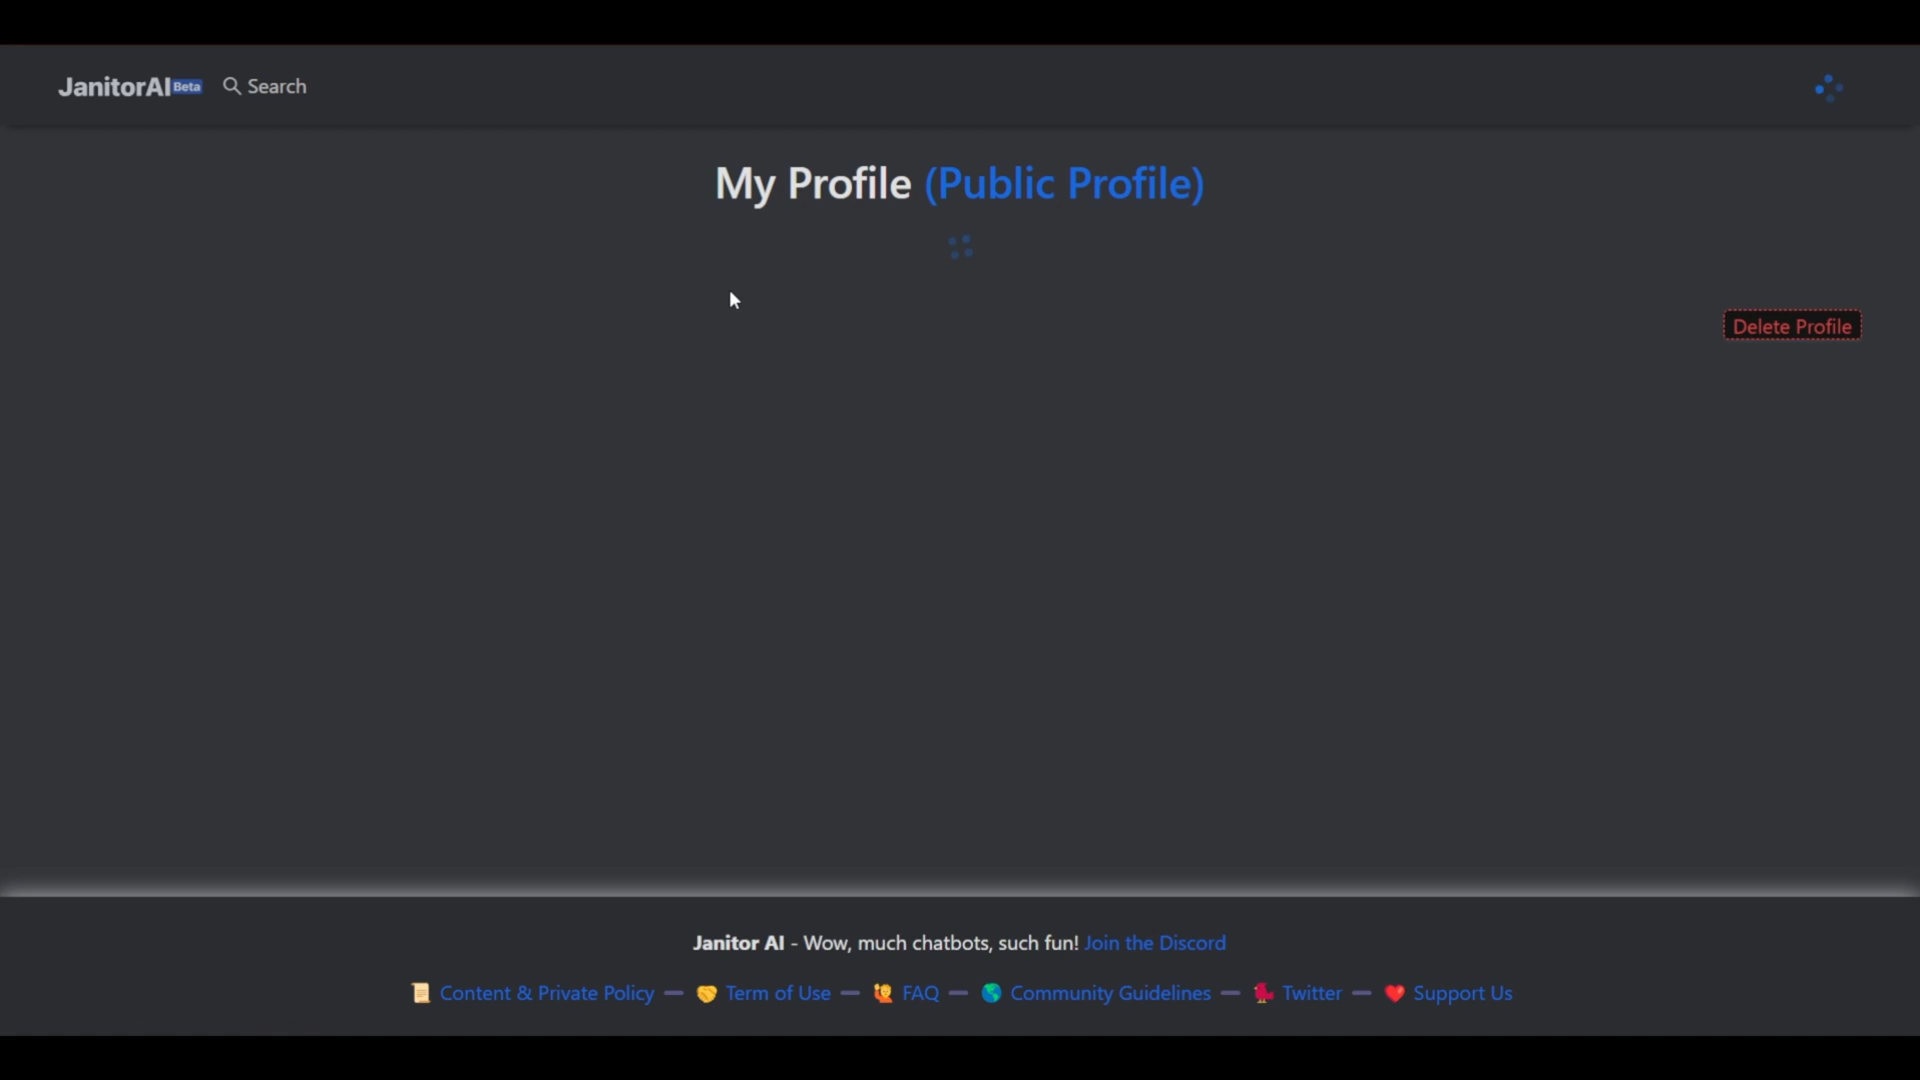 JanitorAI Beta Search
My Profile (Public Profile)
Delete Profile
Janitor AI - Wow, much chatbots, such fun! Join the Discord
Content & Private Policy — Term of Use — FAQ — Community Guidelines — Twitter — Support Us